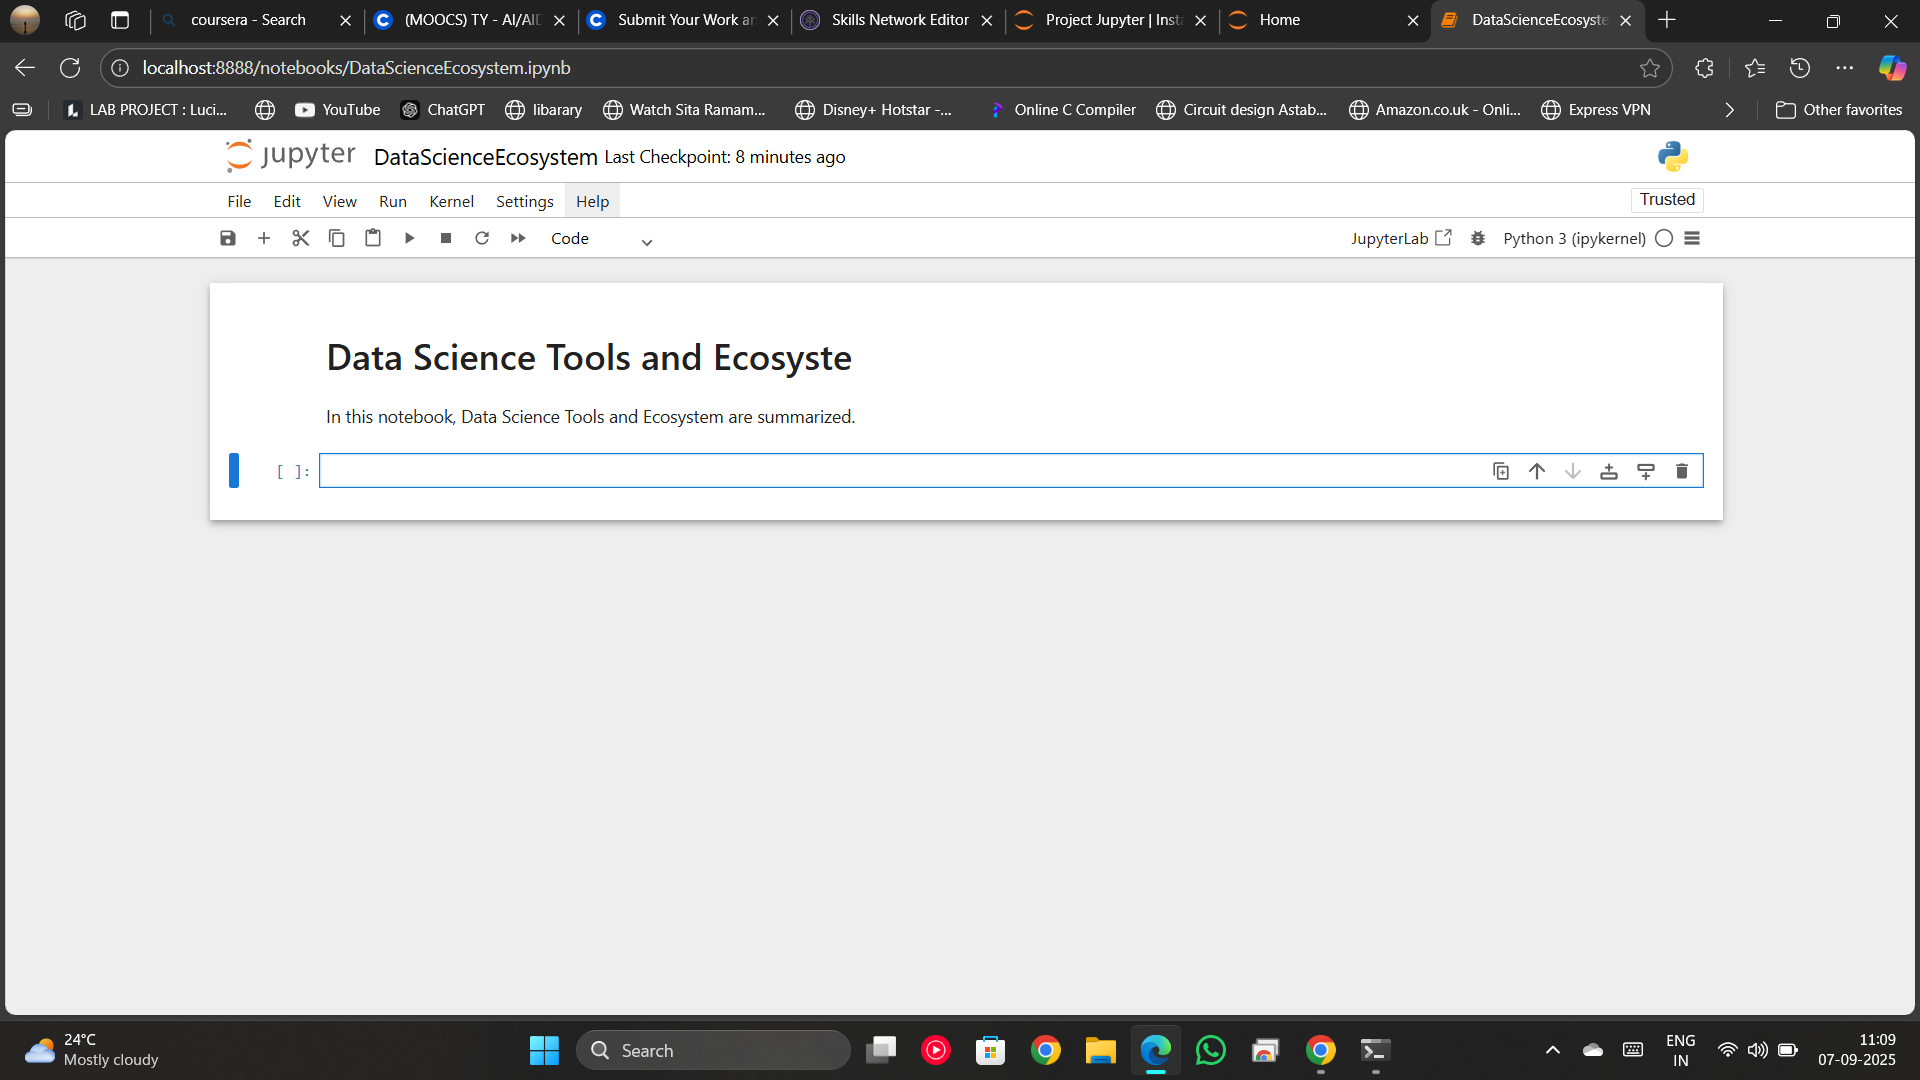 coursera - Search
(MOOCS) TY - AI/AID
Submit Your Work an
Skills Network Editor
Project Jupyter | Insta
Home
DataScienceEcosyste
localhost:8888/notebooks/DataScienceEcosystem.ipynb
LAB PROJECT : Luci...
YouTube
ChatGPT
libarary
Watch Sita Ramam...
Disney+ Hotstar -...
Online C Compiler
Circuit design Astab...
Amazon.co.uk - Onli...
Express VPN
Other favorites
jupyter DataScienceEcosystem Last Checkpoint: 8 minutes ago
File Edit View Run Kernel Settings Help
Trusted
Code
JupyterLab
Python 3 (ipykernel)
Data Science Tools and Ecosyste
In this notebook, Data Science Tools and Ecosystem are summarized.
[ ]:
24°C
Mostly cloudy
Search
ENG
IN
11:09
07-09-2025